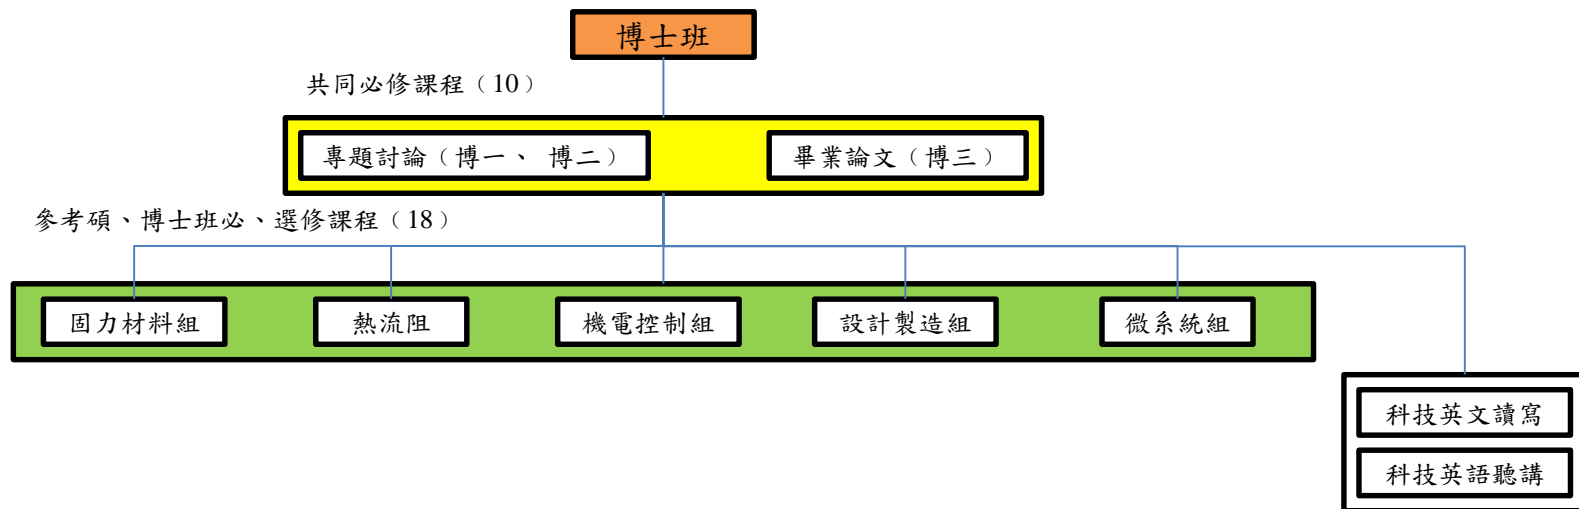 博士班
共同必修課程（10）
專題討論（博一、 博二）
畢業論文（博三）
參考碩、博士班必、選修課程（18）
固力材料組
熱流阻
機電控制組
設計製造組
微系統組
科技英文讀寫
科技英語聽講